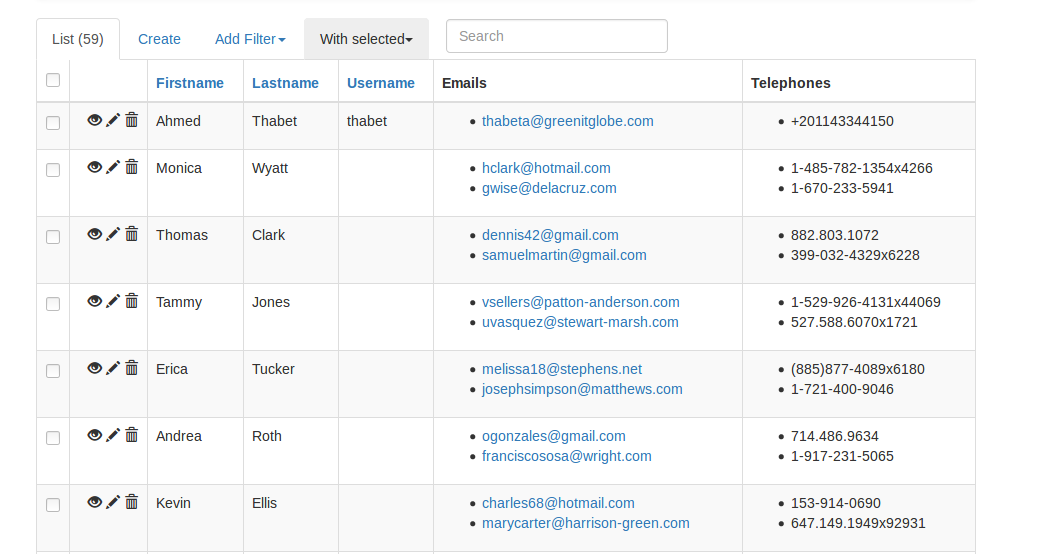 List (59) Create Add Filter With selected Search
Firstname Lastname Username Emails Telephones
Ahmed Thabet thabet thabeta@greenitglobe.com +201143344150
Monica Wyatt hclark@hotmail.com 1-485-782-1354x4266
gwise@delacruz.com 1-670-233-5941
Thomas Clark dennis42@gmail.com 882.803.1072
samuelmartin@gmail.com 399-032-4329x6228
Tammy Jones vsellers@patton-anderson.com 1-529-926-4131x44069
uvasquez@stewart-marsh.com 527.588.6070x1721
Erica Tucker melissa18@stephens.net (885)877-4089x6180
josephsimpson@matthews.com 1-721-400-9046
Andrea Roth ogonzales@gmail.com 714.486.9634
franciscososa@wright.com 1-917-231-5065
Kevin Ellis charles68@hotmail.com 153-914-0690
marycarter@harrison-green.com 647.149.1949x92931